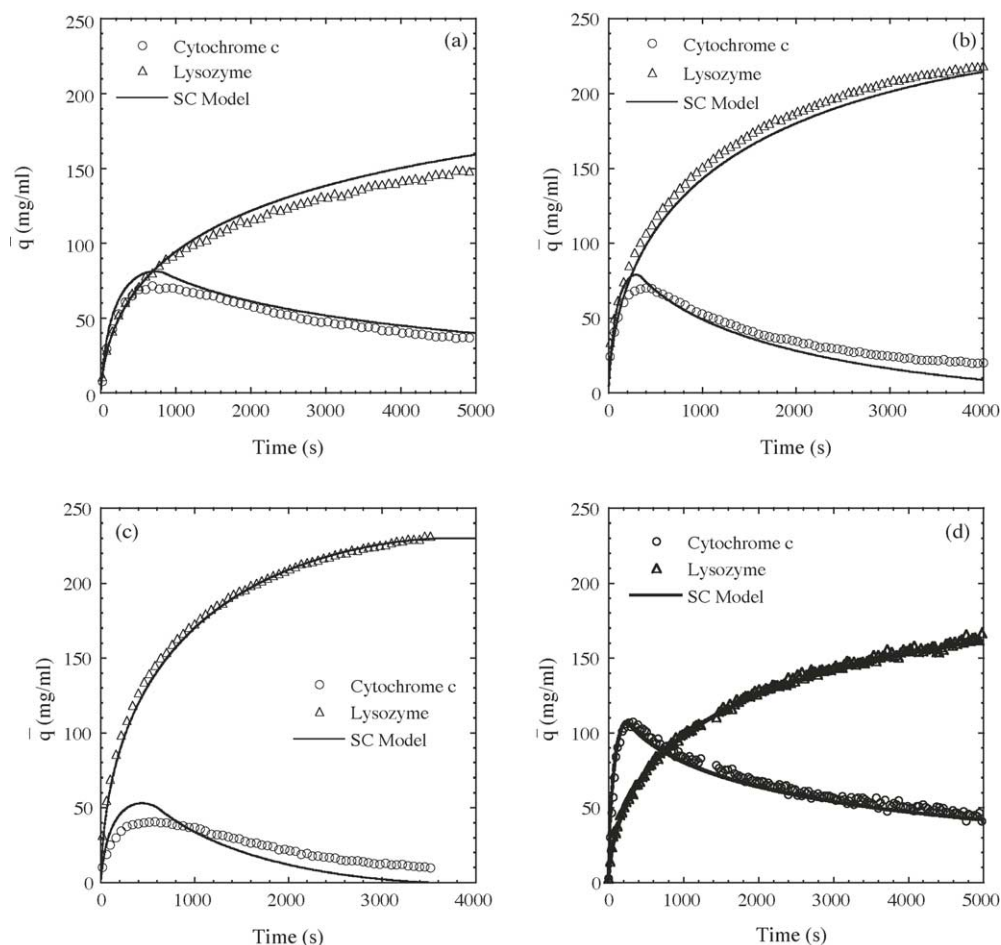 (a)
Cytochrome c
Lysozyme
SC Model
q̄ (mg/ml)
250
200
150
100
50
0
0 1000 2000 3000 4000 5000
Time (s)
(b)
Cytochrome c
Lysozyme
SC Model
q̄ (mg/ml)
250
200
150
100
50
0
0 1000 2000 3000 4000
Time (s)
(c)
Cytochrome c
Lysozyme
SC Model
q̄ (mg/ml)
250
200
150
100
50
0
0 1000 2000 3000 4000
Time (s)
(d)
Cytochrome c
Lysozyme
SC Model
q̄ (mg/ml)
250
200
150
100
50
0
0 1000 2000 3000 4000 5000
Time (s)